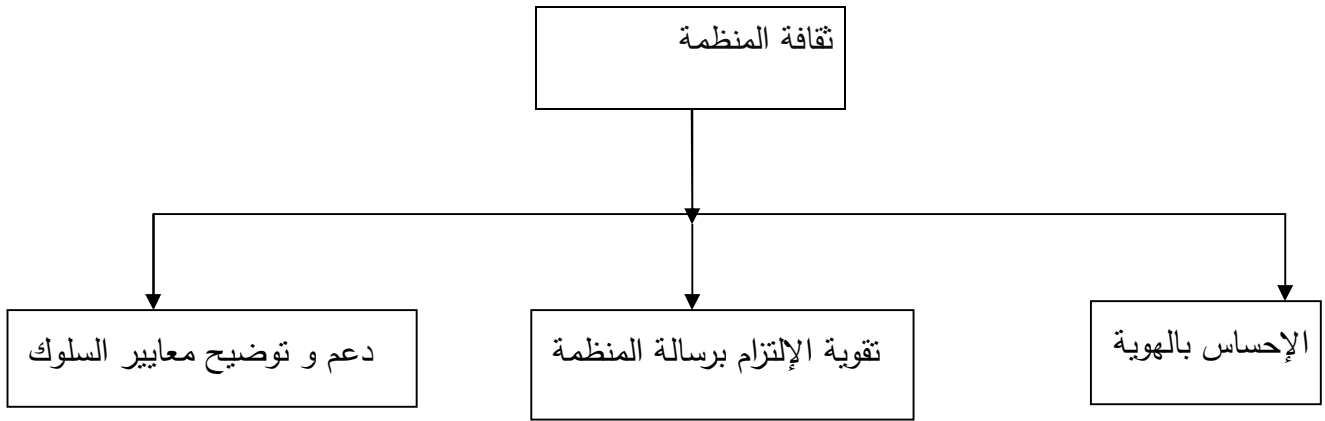 ثقافة المنظمة
الإحساس بالهوية
تقوية الإلتزام برسالة المنظمة
دعم و توضيح معايير السلوك